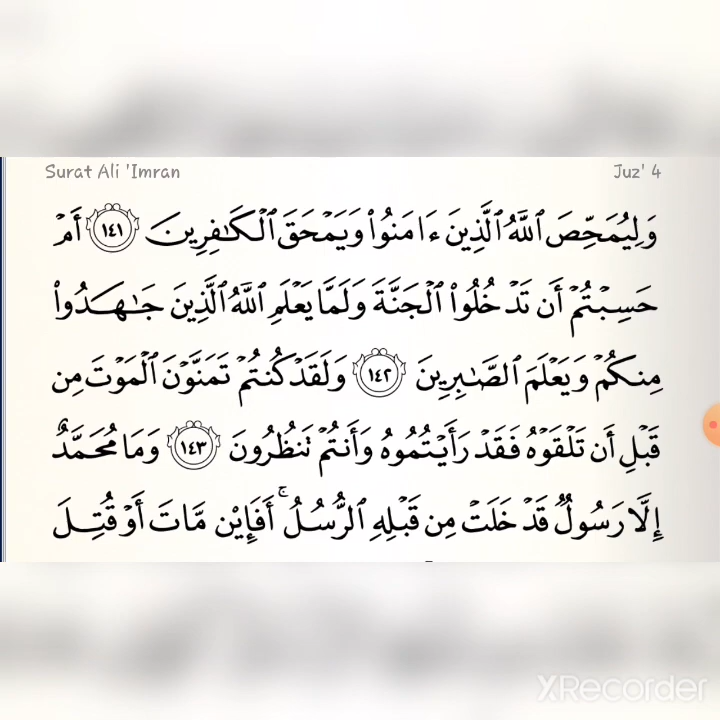 Surat Ali 'Imran Juz' 4
وَلِيُمَحِّصَ ٱللَّهُ ٱلَّذِينَ ءَامَنُوا۟ وَيَمْحَقَ ٱلْكَـٰفِرِينَ ١٤١ أَمْ
حَسِبْتُمْ أَن تَدْخُلُوا۟ ٱلْجَنَّةَ وَلَمَّا يَعْلَمِ ٱللَّهُ ٱلَّذِينَ جَـٰهَدُوا۟
مِنكُمْ وَيَعْلَمَ ٱلصَّـٰبِرِينَ ١٤٢ وَلَقَدْ كُنتُمْ تَمَنَّوْنَ ٱلْمَوْتَ مِن
قَبْلِ أَن تَلْقَوْهُ فَقَدْ رَأَيْتُمُوهُ وَأَنتُمْ تَنظُرُونَ ١٤٣ وَمَا مُحَمَّدٌ
إِلَّا رَسُولٌ قَدْ خَلَتْ مِن قَبْلِهِ ٱلرُّسُلُ ۚ أَفَإِي۟ن مَّاتَ أَوْ قُتِلَ
XRecorder